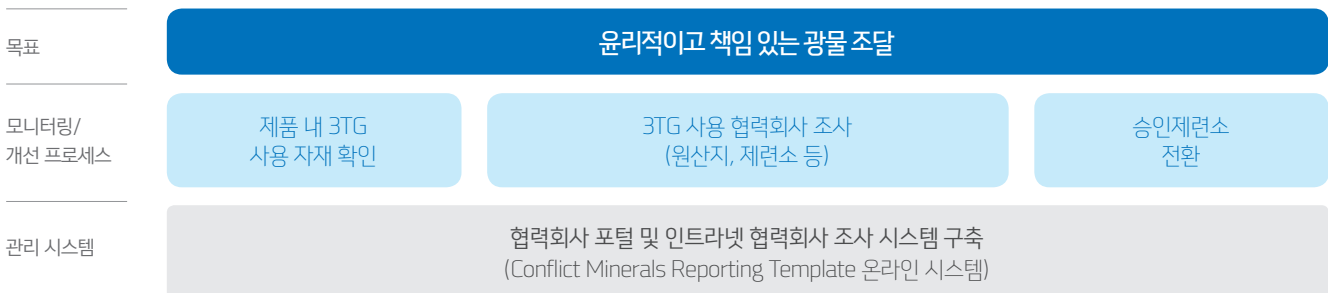 목표
윤리적이고 책임 있는 광물 조달
모니터링/
개선 프로세스
제품 내 3TG
사용 자재 확인
3TG 사용 협력회사 조사
(원산지, 제련소 등)
승인제련소
전환
관리 시스템
협력회사 포털 및 인트라넷 협력회사 조사 시스템 구축
(Conflict Minerals Reporting Template 온라인 시스템)